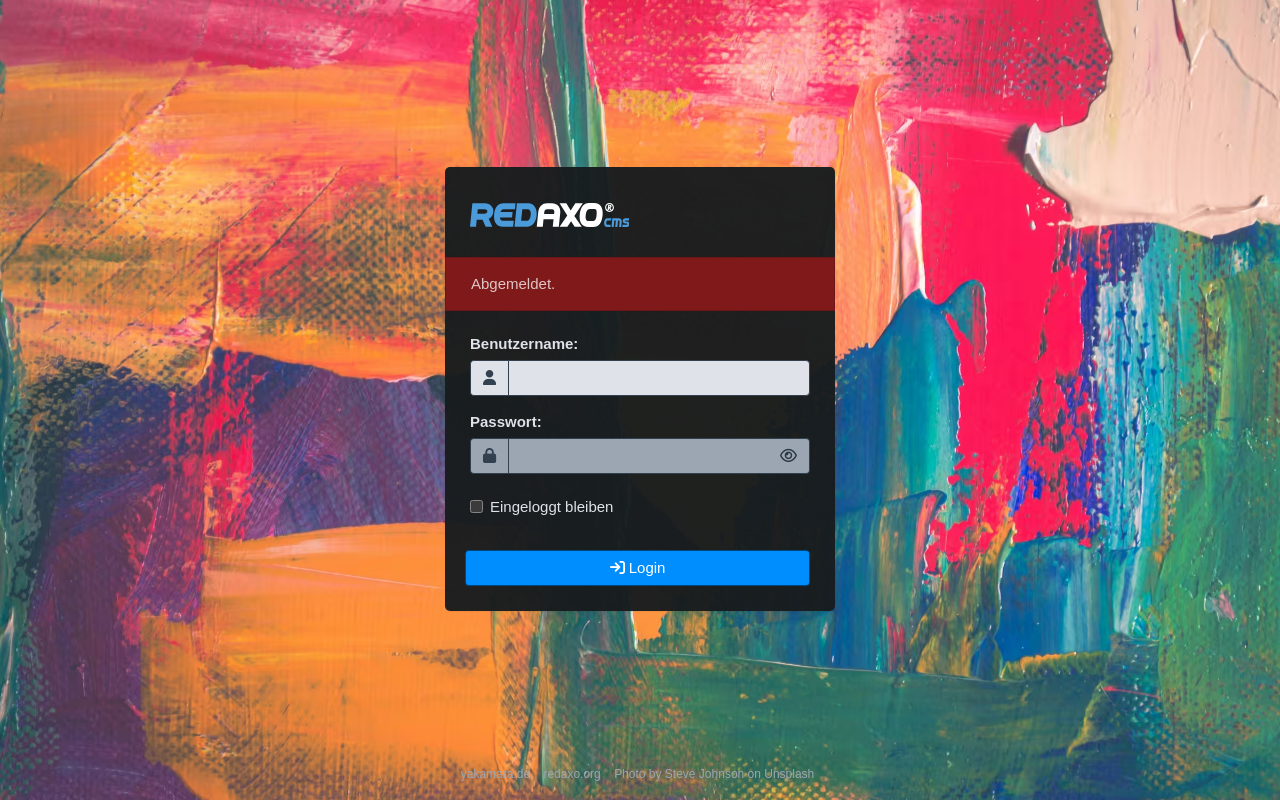 REDAXO® cms
Abgemeldet.
Benutzername:
Passwort:
Eingeloggt bleiben
Login
yakamara.de redaxo.org Photo by Steve Johnson on Unsplash